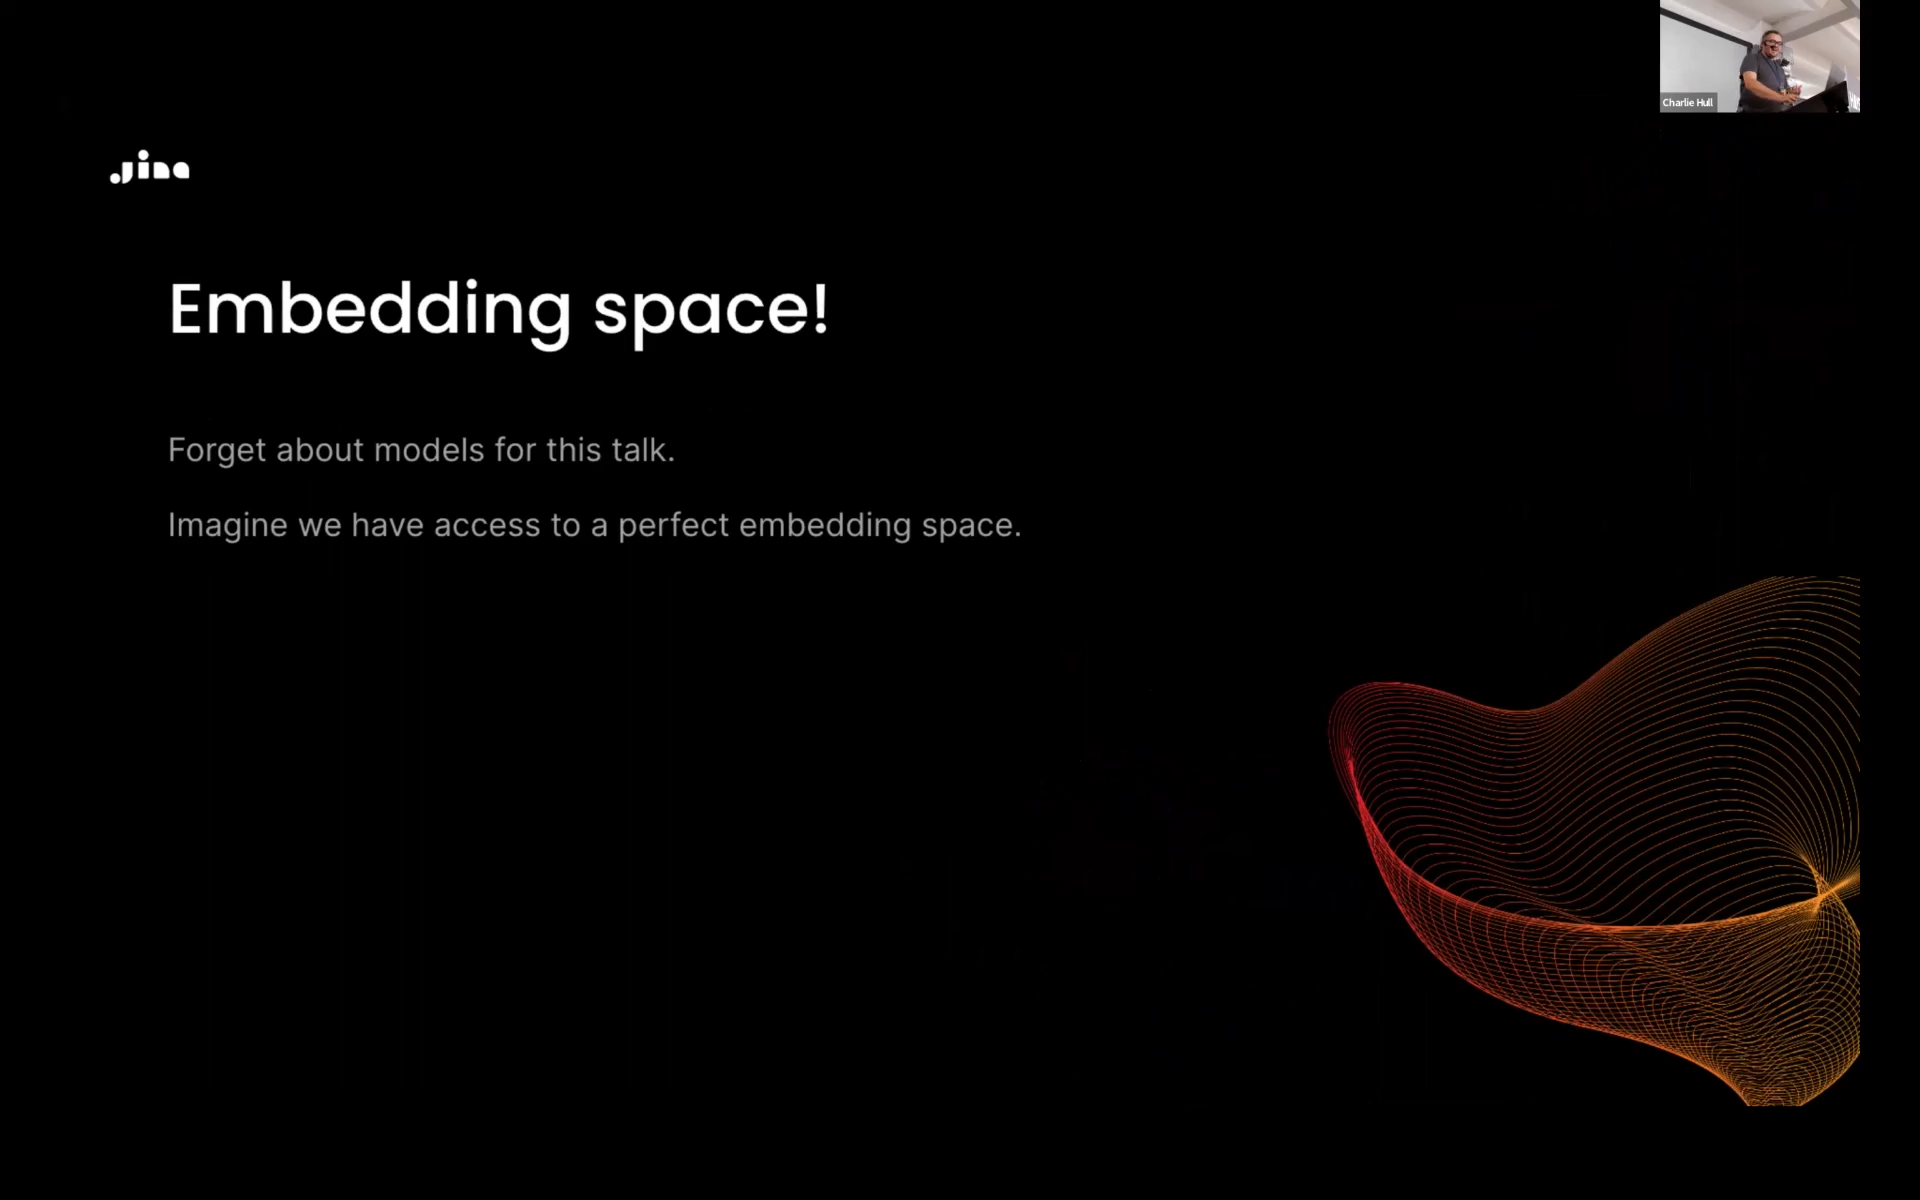 Charlie Hull
Jina
Embedding space!
Forget about models for this talk.
Imagine we have access to a perfect embedding space.